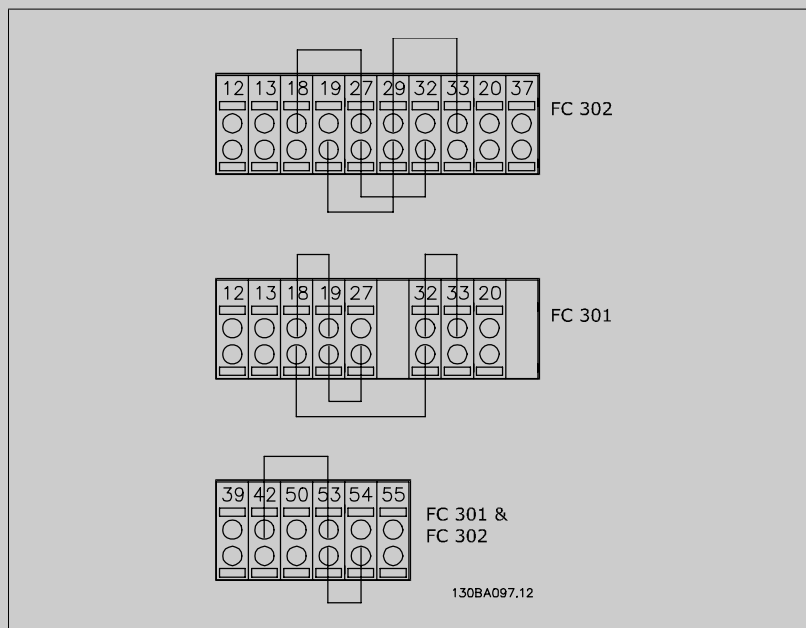 12 13 18 19 27 29 32 33 20 37
FC 302
12 13 18 19 27 32 33 20
FC 301
39 42 50 53 54 55
FC 301 &
FC 302
130BA097.12